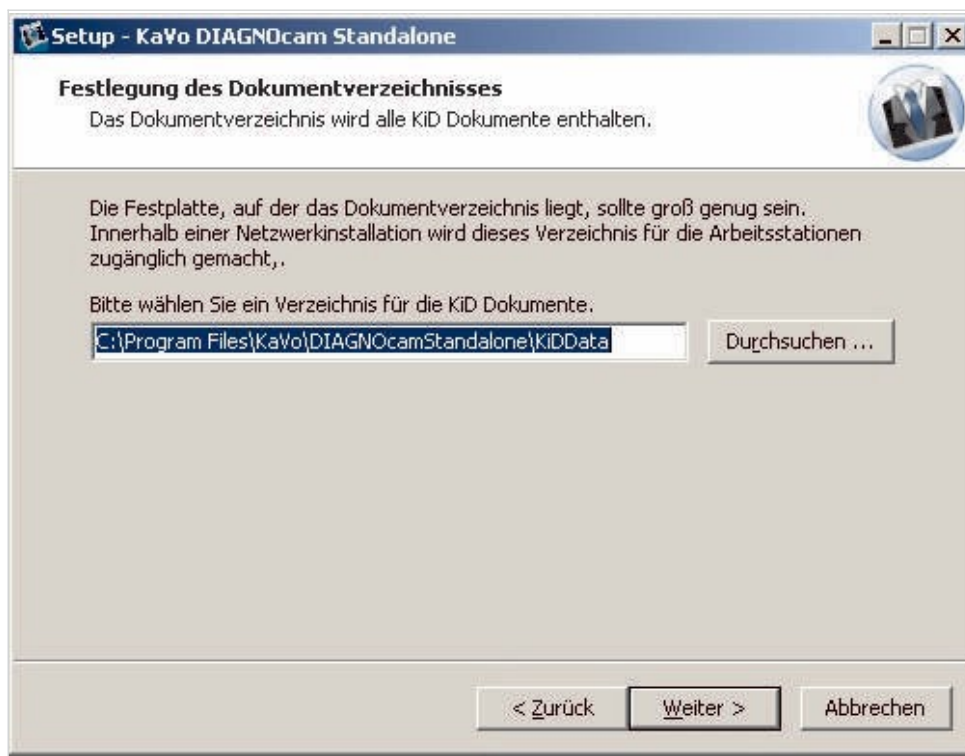 Setup - KaVo DIAGNOcam Standalone
Festlegung des Dokumentverzeichnisses
Das Dokumentverzeichnis wird alle KiD Dokumente enthalten.
Die Festplatte, auf der das Dokumentverzeichnis liegt, sollte groß genug sein.
Innerhalb einer Netzwerkinstallation wird dieses Verzeichnis für die Arbeitsstationen
zugänglich gemacht,.
Bitte wählen Sie ein Verzeichnis für die KiD Dokumente.
C:\Program Files\KaVo\DIAGNOcamStandalone\KiDData
Durchsuchen ...
< Zurück
Weiter >
Abbrechen